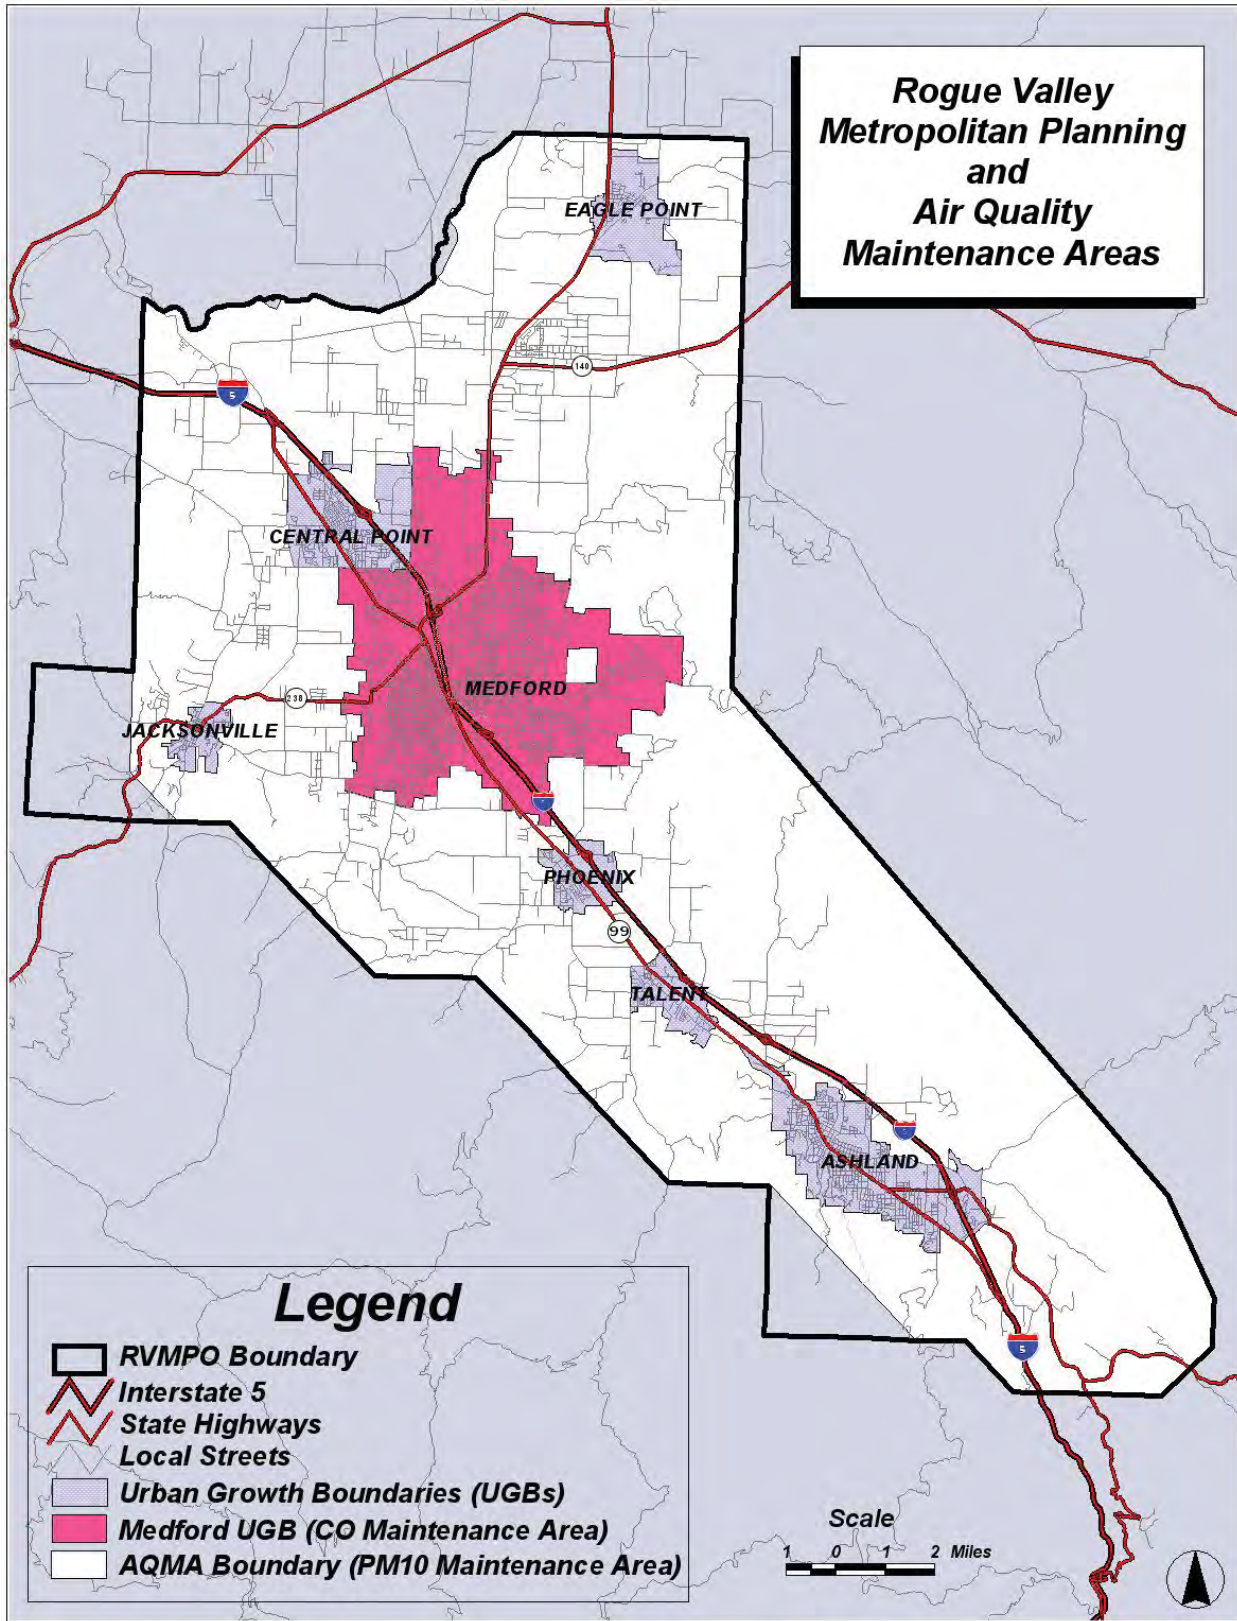 Rogue Valley
Metropolitan Planning
and
Air Quality
Maintenance Areas
EAGLE POINT
140
5
CENTRAL POINT
MEDFORD
238
JACKSONVILLE
PHOENIX
99
TALENT
ASHLAND
5
Legend
RVMPO Boundary
Interstate 5
State Highways
Local Streets
Urban Growth Boundaries (UGBs)
Medford UGB (CO Maintenance Area)
AQMA Boundary (PM10 Maintenance Area)
Scale
1 0 1 2 Miles